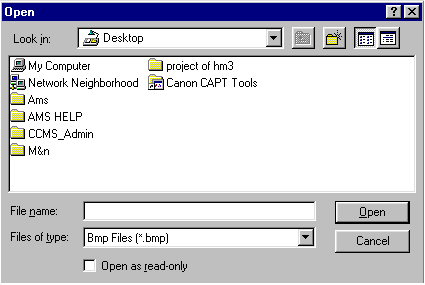 Open
Look in: Desktop
My Computer
Network Neighborhood
Ams
AMS HELP
CCMS_Admin
M&n
project of hm3
Canon CAPT Tools
File name:
Open
Files of type: Bmp Files (*.bmp)
Cancel
Open as read-only